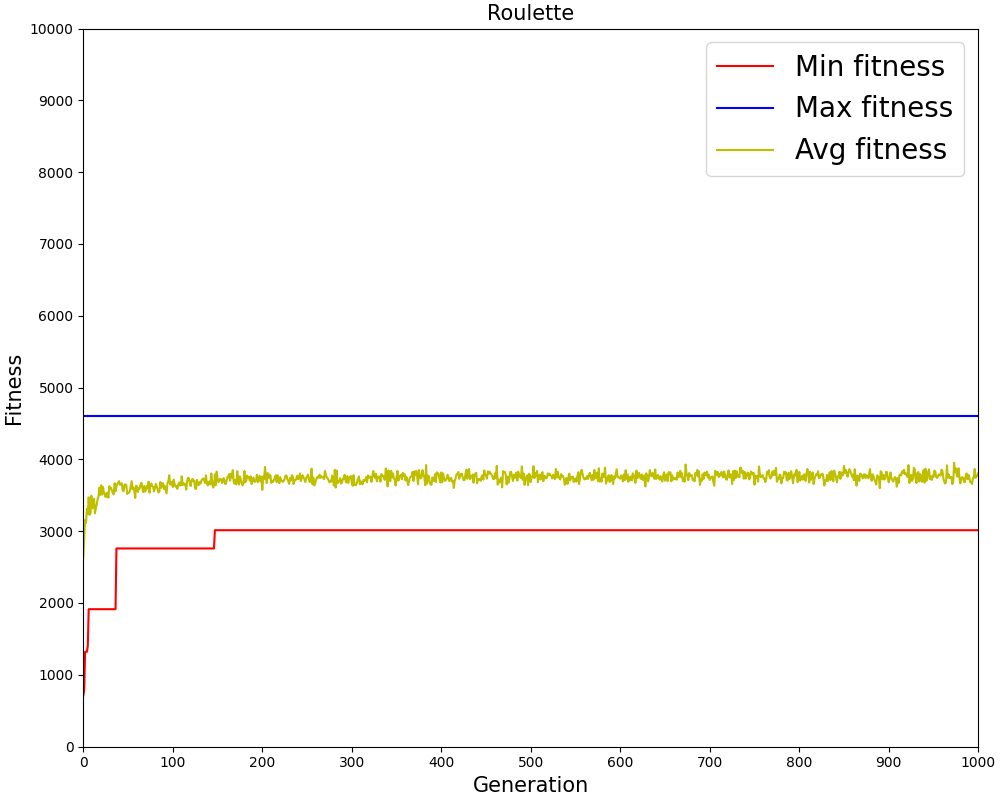 Roulette
10000
9000
8000
7000
6000
5000
4000
3000
2000
1000
0
Fitness
Min fitness
Max fitness
Avg fitness
0 100 200 300 400 500 600 700 800 900 1000
Generation